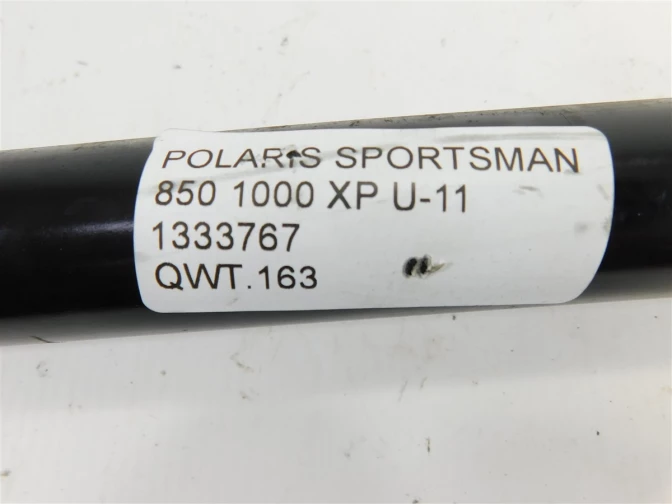 POLARIS SPORTSMAN
850 1000 XP U-11
1333767
QWT.163